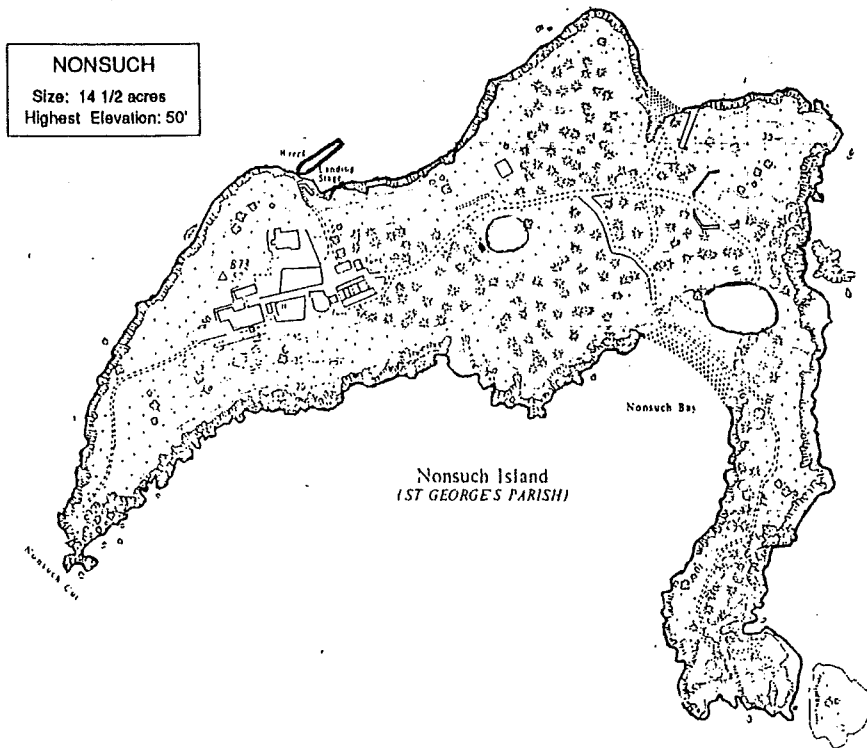 NONSUCH
Size: 14 1/2 acres
Highest Elevation: 50'
Wreck
Landing
Stage
Nonsuch Bay
Nonsuch Island
(ST GEORGE'S PARISH)
Nonsuch Cut